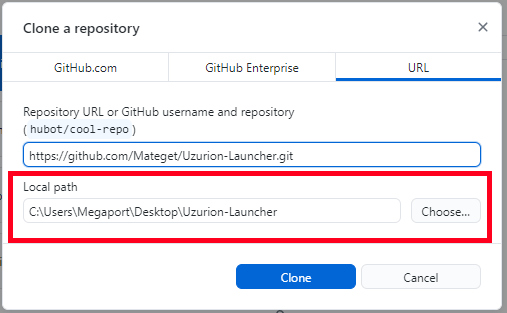 Clone a repository
GitHub.com
GitHub Enterprise
URL
Repository URL or GitHub username and repository
(hubot/cool-repo)
https://github.com/Mateget/Uzurion-Launcher.git
Local path
C:\Users\Megaport\Desktop\Uzurion-Launcher
Choose...
Clone
Cancel